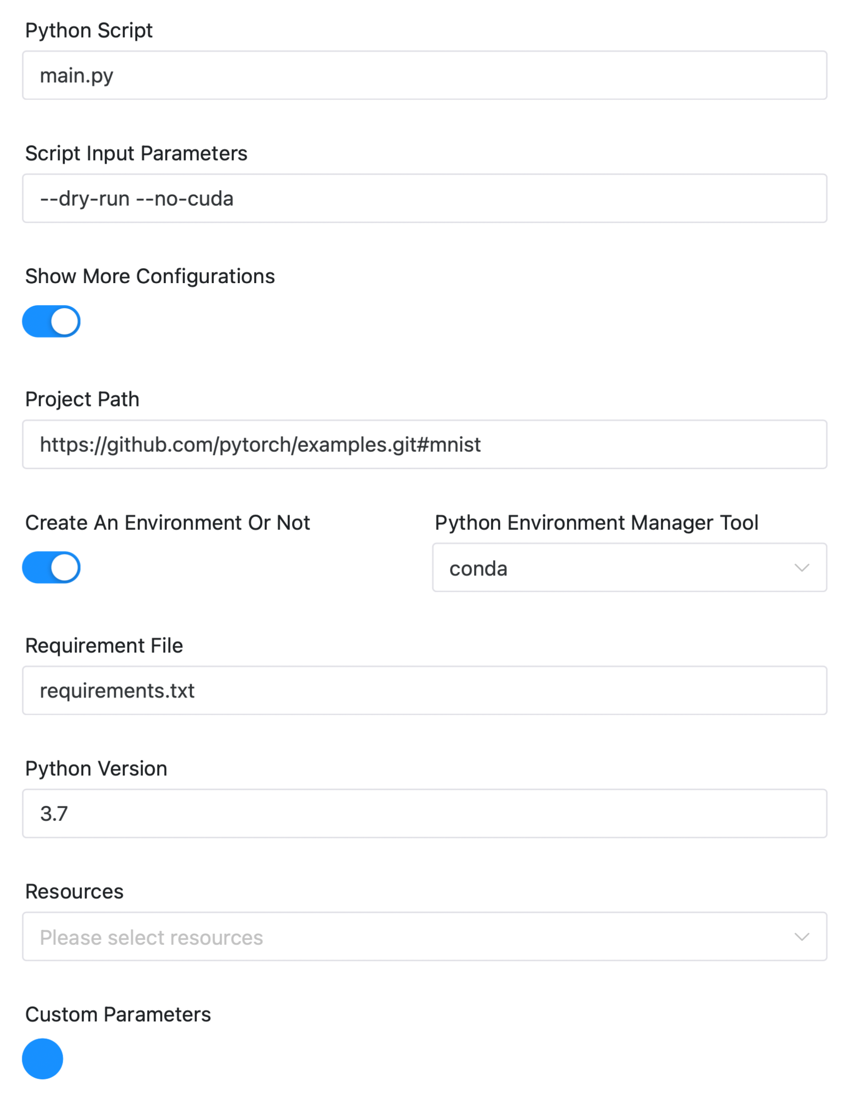 Python Script
main.py
Script Input Parameters
--dry-run --no-cuda
Show More Configurations
Project Path
https://github.com/pytorch/examples.git#mnist
Create An Environment Or Not
Python Environment Manager Tool
conda
Requirement File
requirements.txt
Python Version
3.7
Resources
Please select resources
Custom Parameters